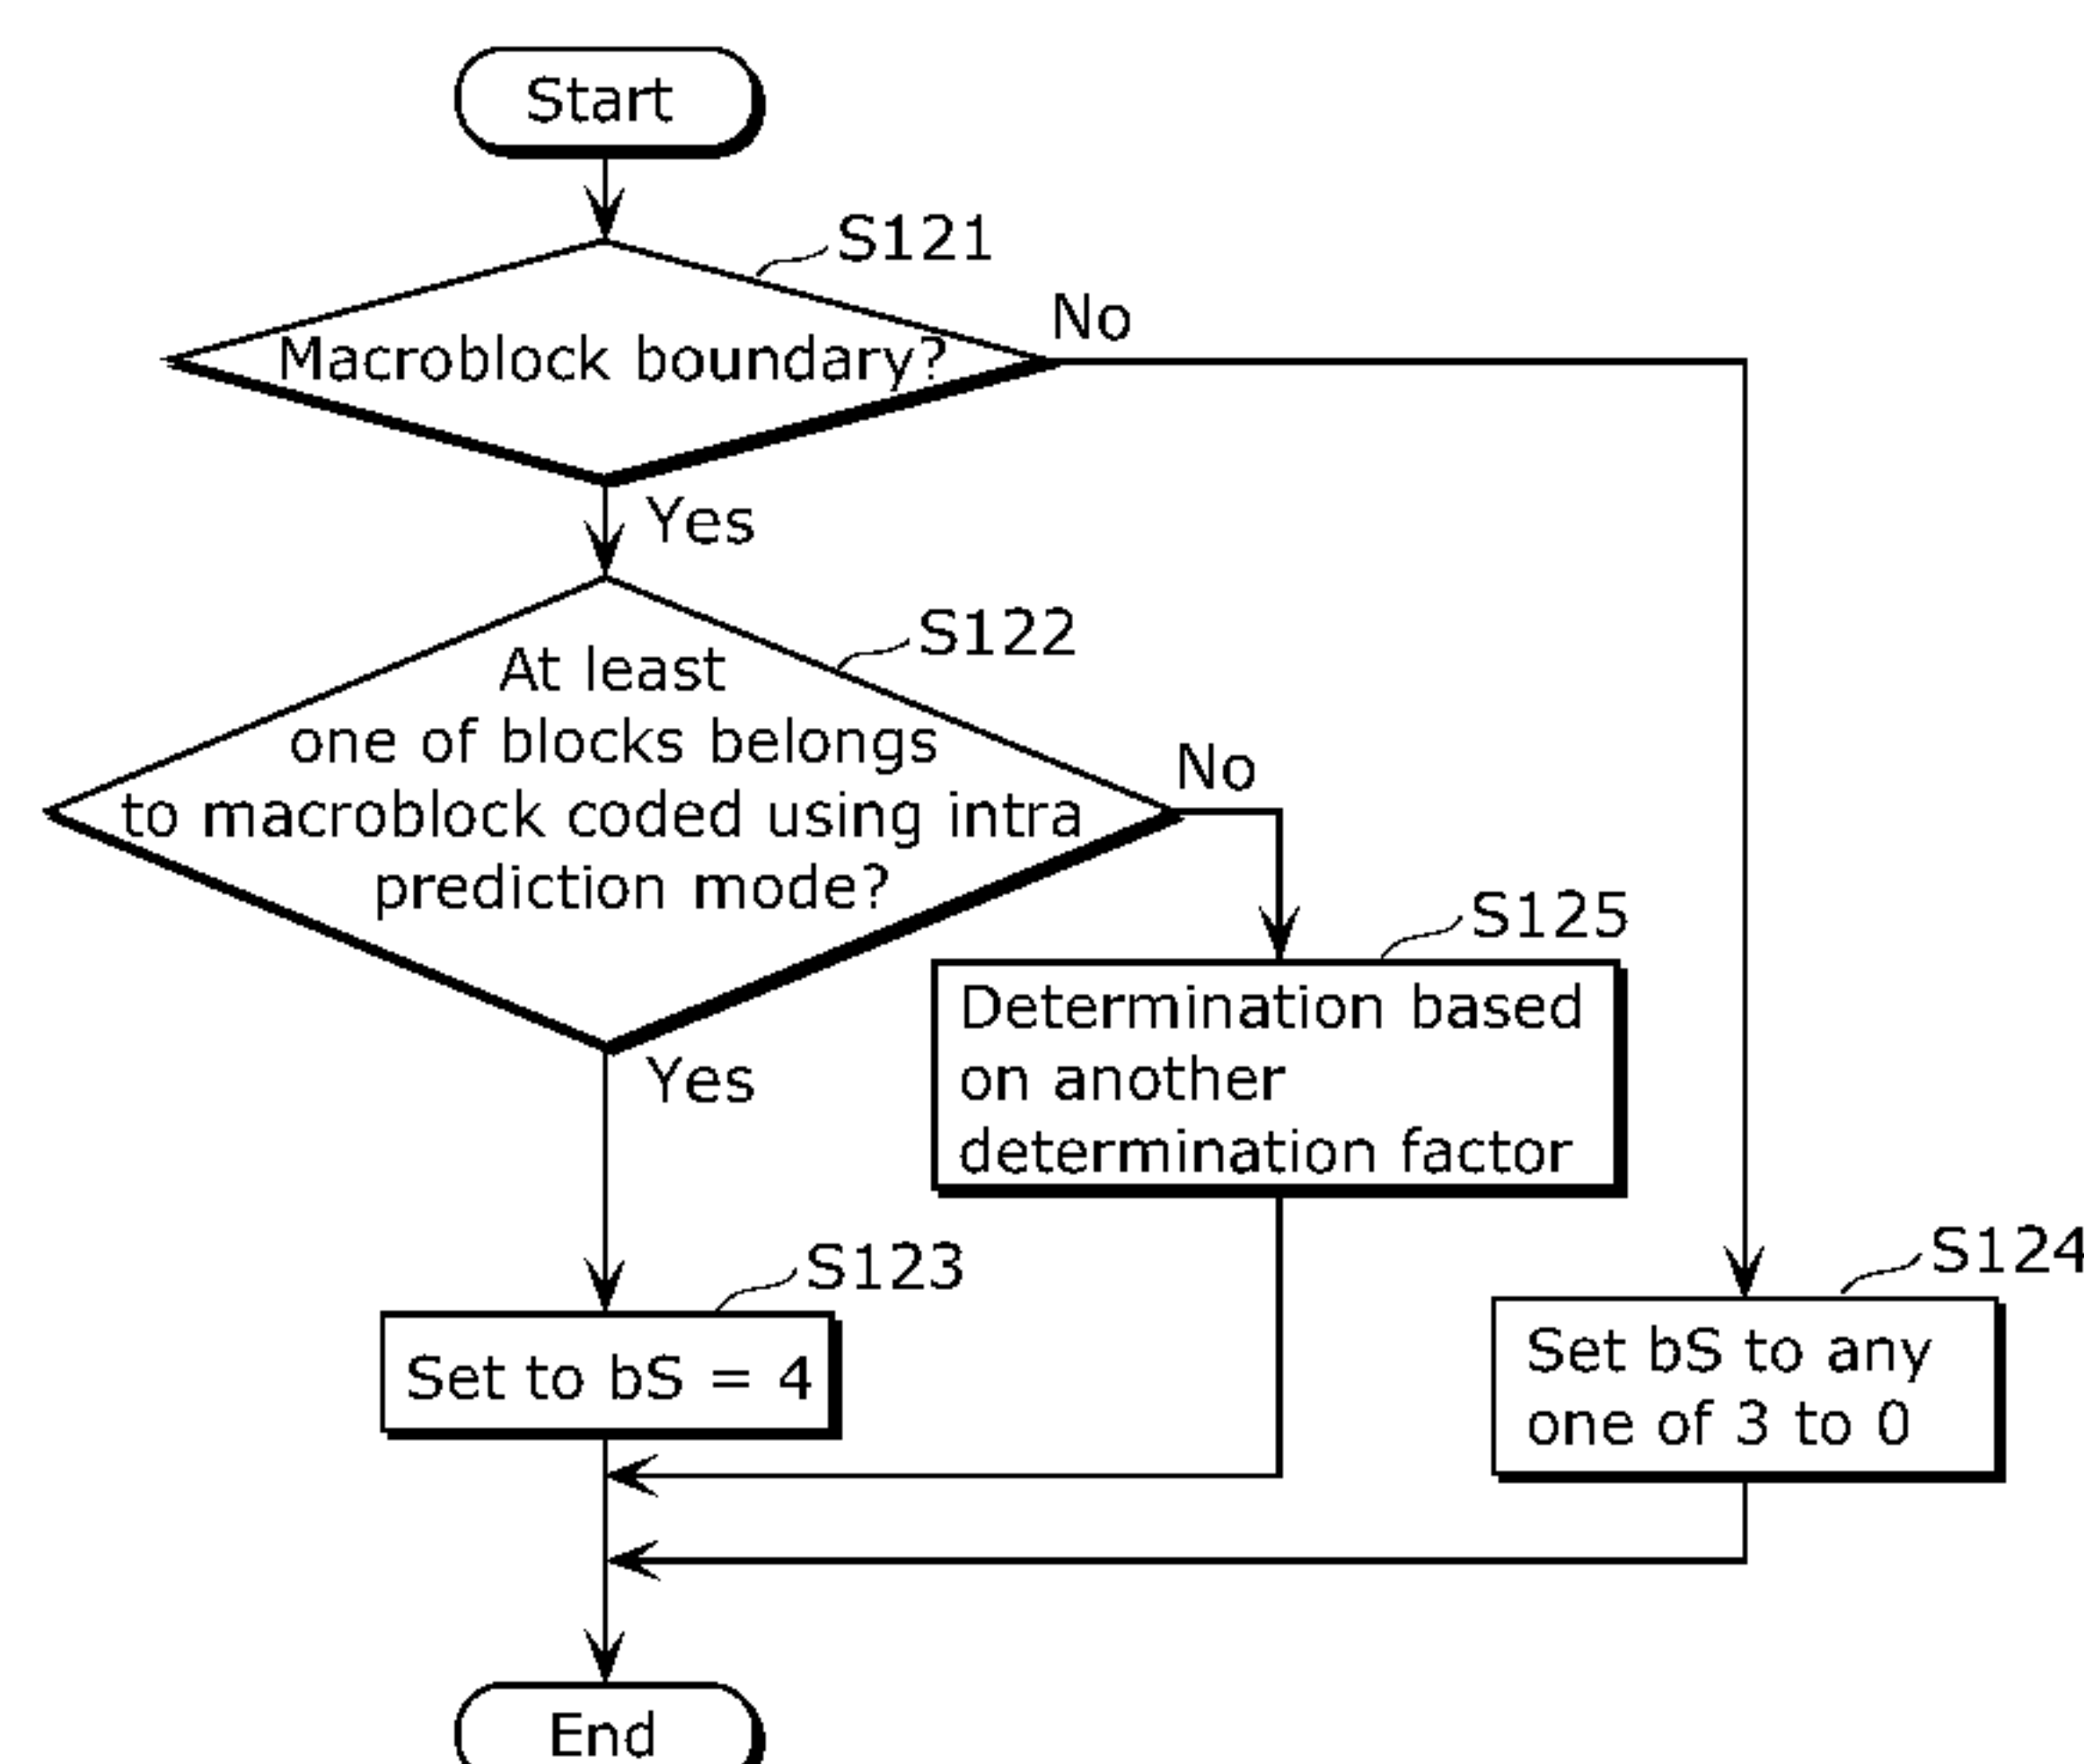 Start
S121
No
Macroblock boundary?
Yes
S122
At least
one of blocks belongs
to macroblock coded using intra
prediction mode?
No
S125
Determination based
on another
determination factor
Yes
S123
Set to bS = 4
S124
Set bS to any
one of 3 to 0
End